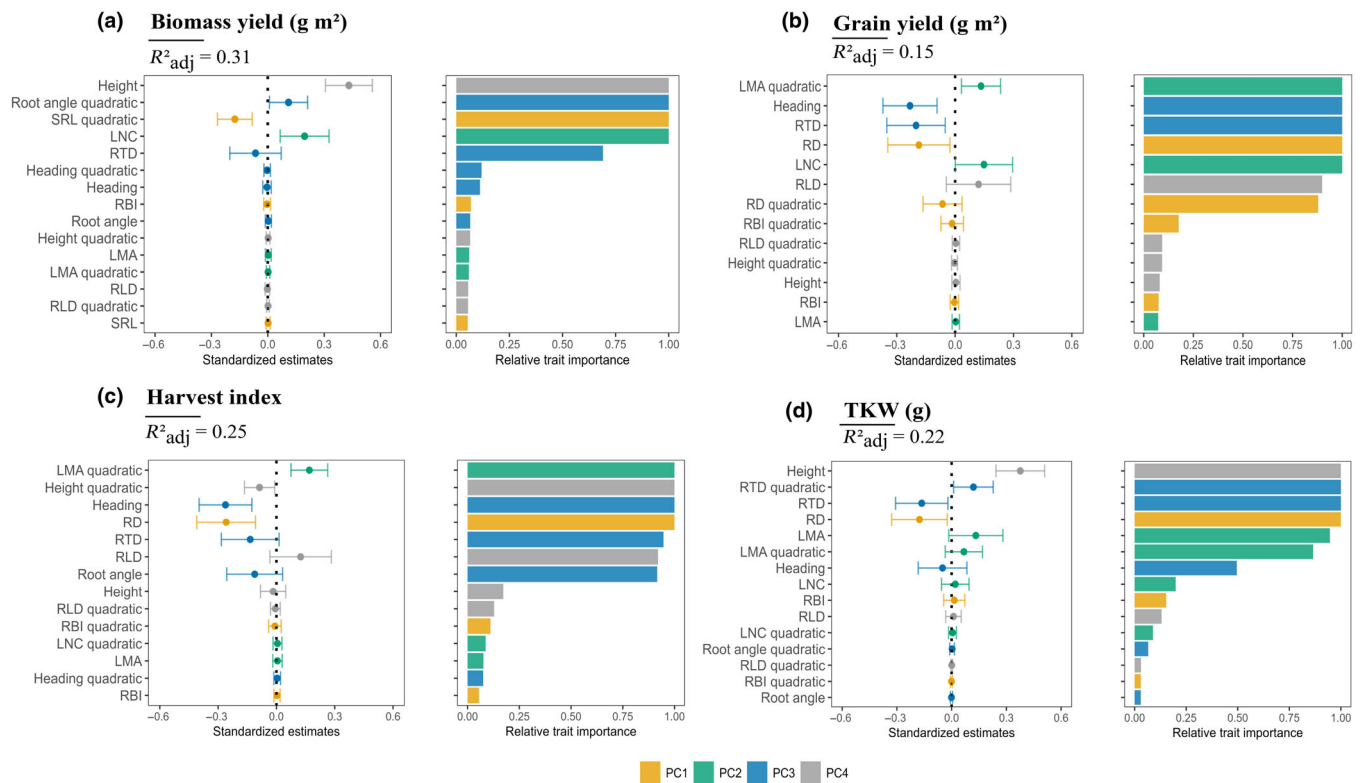 (a) Biomass yield (g m²)
R²adj = 0.31
Height
Root angle quadratic
SRL quadratic
LNC
RTD
Heading quadratic
Heading
RBI
Root angle
Height quadratic
LMA
LMA quadratic
RLD
RLD quadratic
SRL
−0.6 −0.3 0.0 0.3 0.6
Standardized estimates
0.00 0.25 0.50 0.75 1.00
Relative trait importance
(b) Grain yield (g m²)
R²adj = 0.15
LMA quadratic
Heading
RTD
RD
LNC
RLD
RD quadratic
RBI quadratic
RLD quadratic
Height quadratic
Height
RBI
LMA
−0.6 −0.3 0.0 0.3 0.6
Standardized estimates
0.00 0.25 0.50 0.75 1.00
Relative trait importance
(c) Harvest index
R²adj = 0.25
LMA quadratic
Height quadratic
Heading
RD
RTD
RLD
Root angle
Height
RLD quadratic
RBI quadratic
LNC quadratic
LMA
Heading quadratic
RBI
−0.6 −0.3 0.0 0.3 0.6
Standardized estimates
0.00 0.25 0.50 0.75 1.00
Relative trait importance
(d) TKW (g)
R²adj = 0.22
Height
RTD quadratic
RTD
RD
LMA
LMA quadratic
Heading
LNC
RBI
RLD
LNC quadratic
Root angle quadratic
RLD quadratic
RBI quadratic
Root angle
−0.6 −0.3 0.0 0.3 0.6
Standardized estimates
0.00 0.25 0.50 0.75 1.00
Relative trait importance
PC1 PC2 PC3 PC4